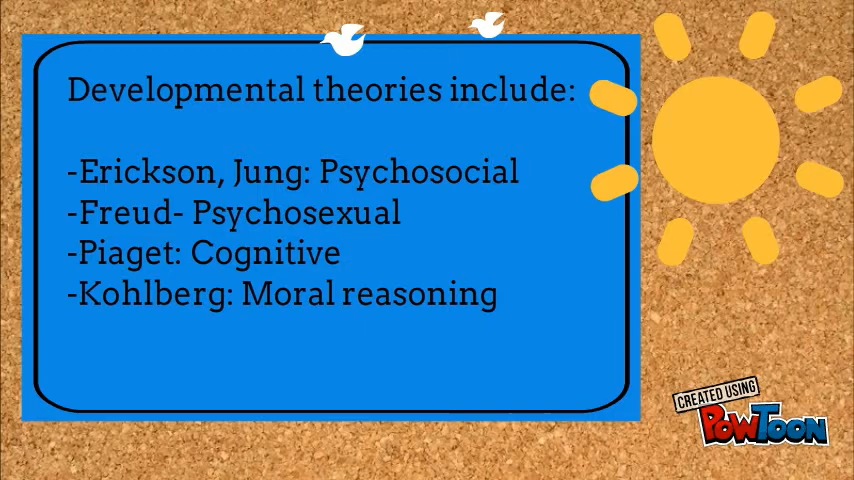 Developmental theories include:
-Erickson, Jung: Psychosocial
-Freud- Psychosexual
-Piaget: Cognitive
-Kohlberg: Moral reasoning
CREATED USING
POWTOON